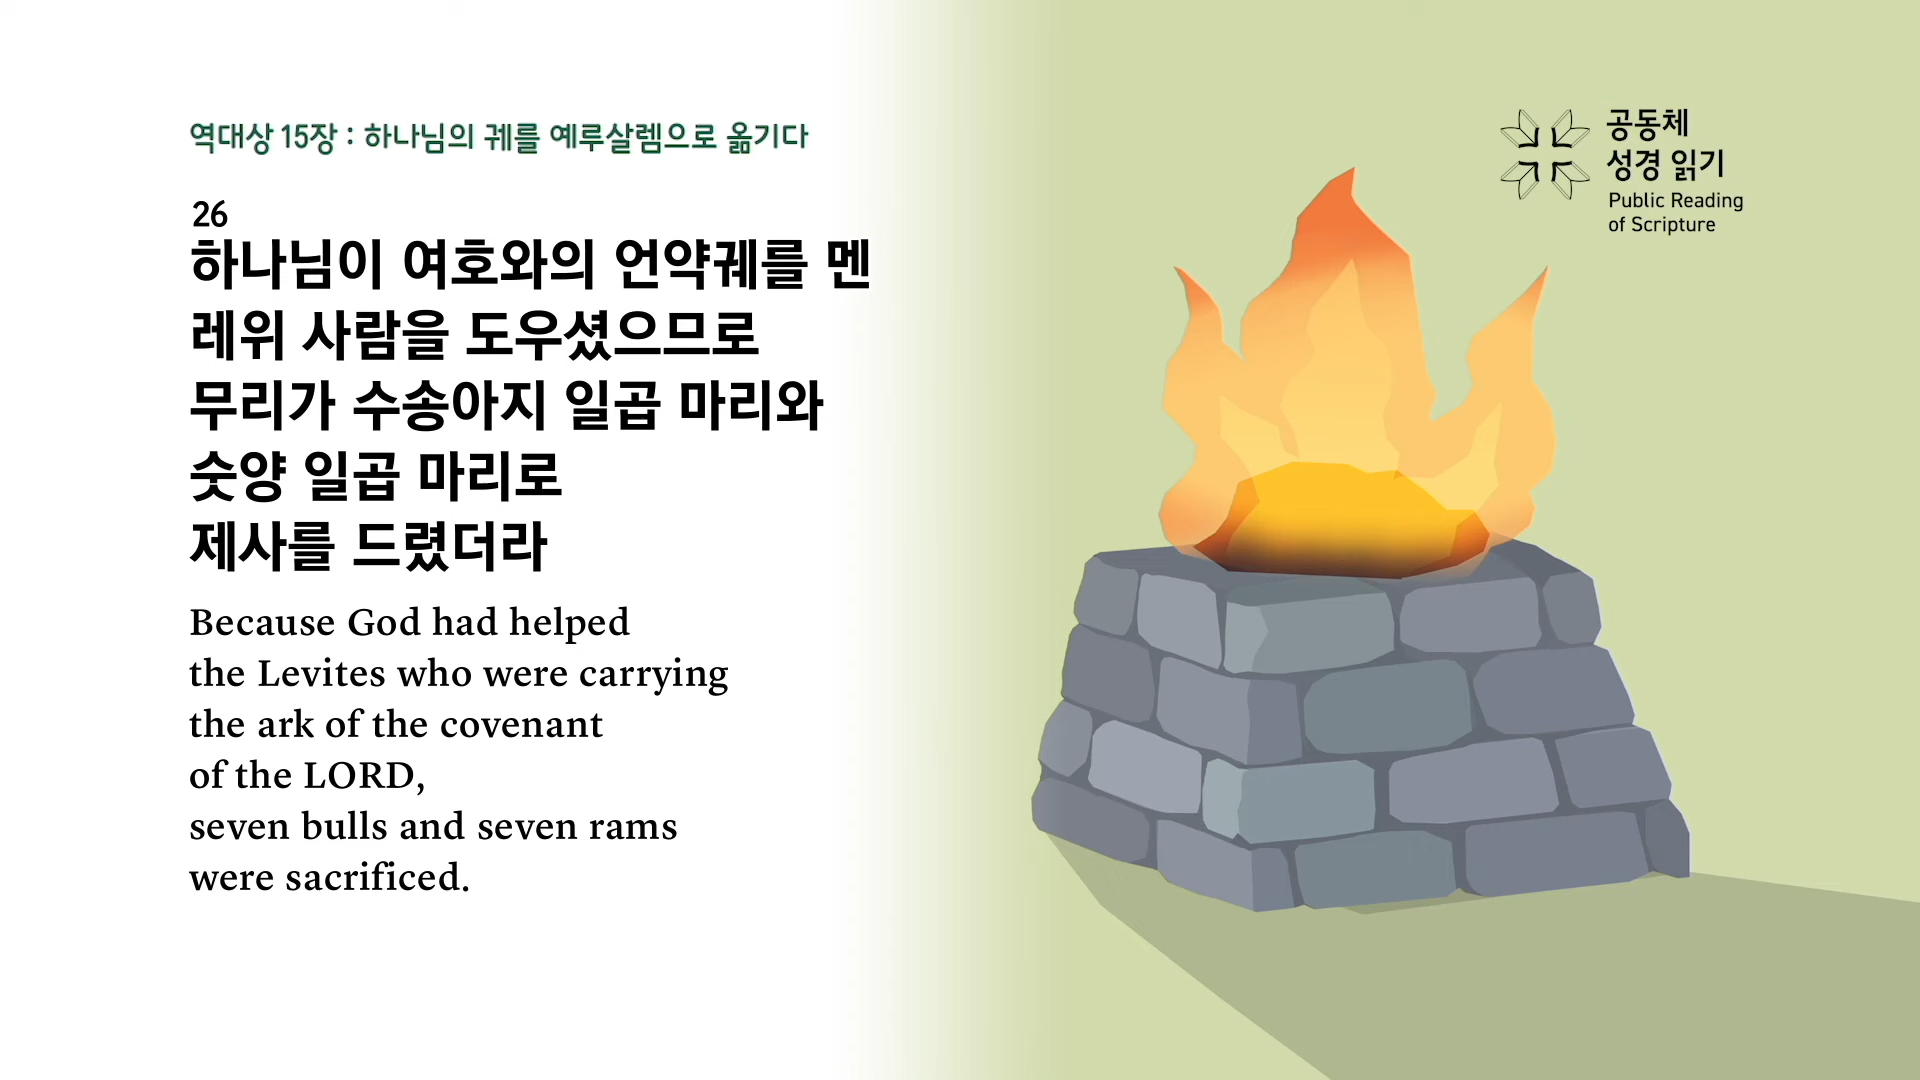 역대상 15장 : 하나님의 궤를 예루살렘으로 옮기다
26
하나님이 여호와의 언약궤를 멘
레위 사람을 도우셨으므로
무리가 수송아지 일곱 마리와
숫양 일곱 마리로
제사를 드렸더라
Because God had helped
the Levites who were carrying
the ark of the covenant
of the LORD,
seven bulls and seven rams
were sacrificed.
공동체
성경 읽기
Public Reading
of Scripture